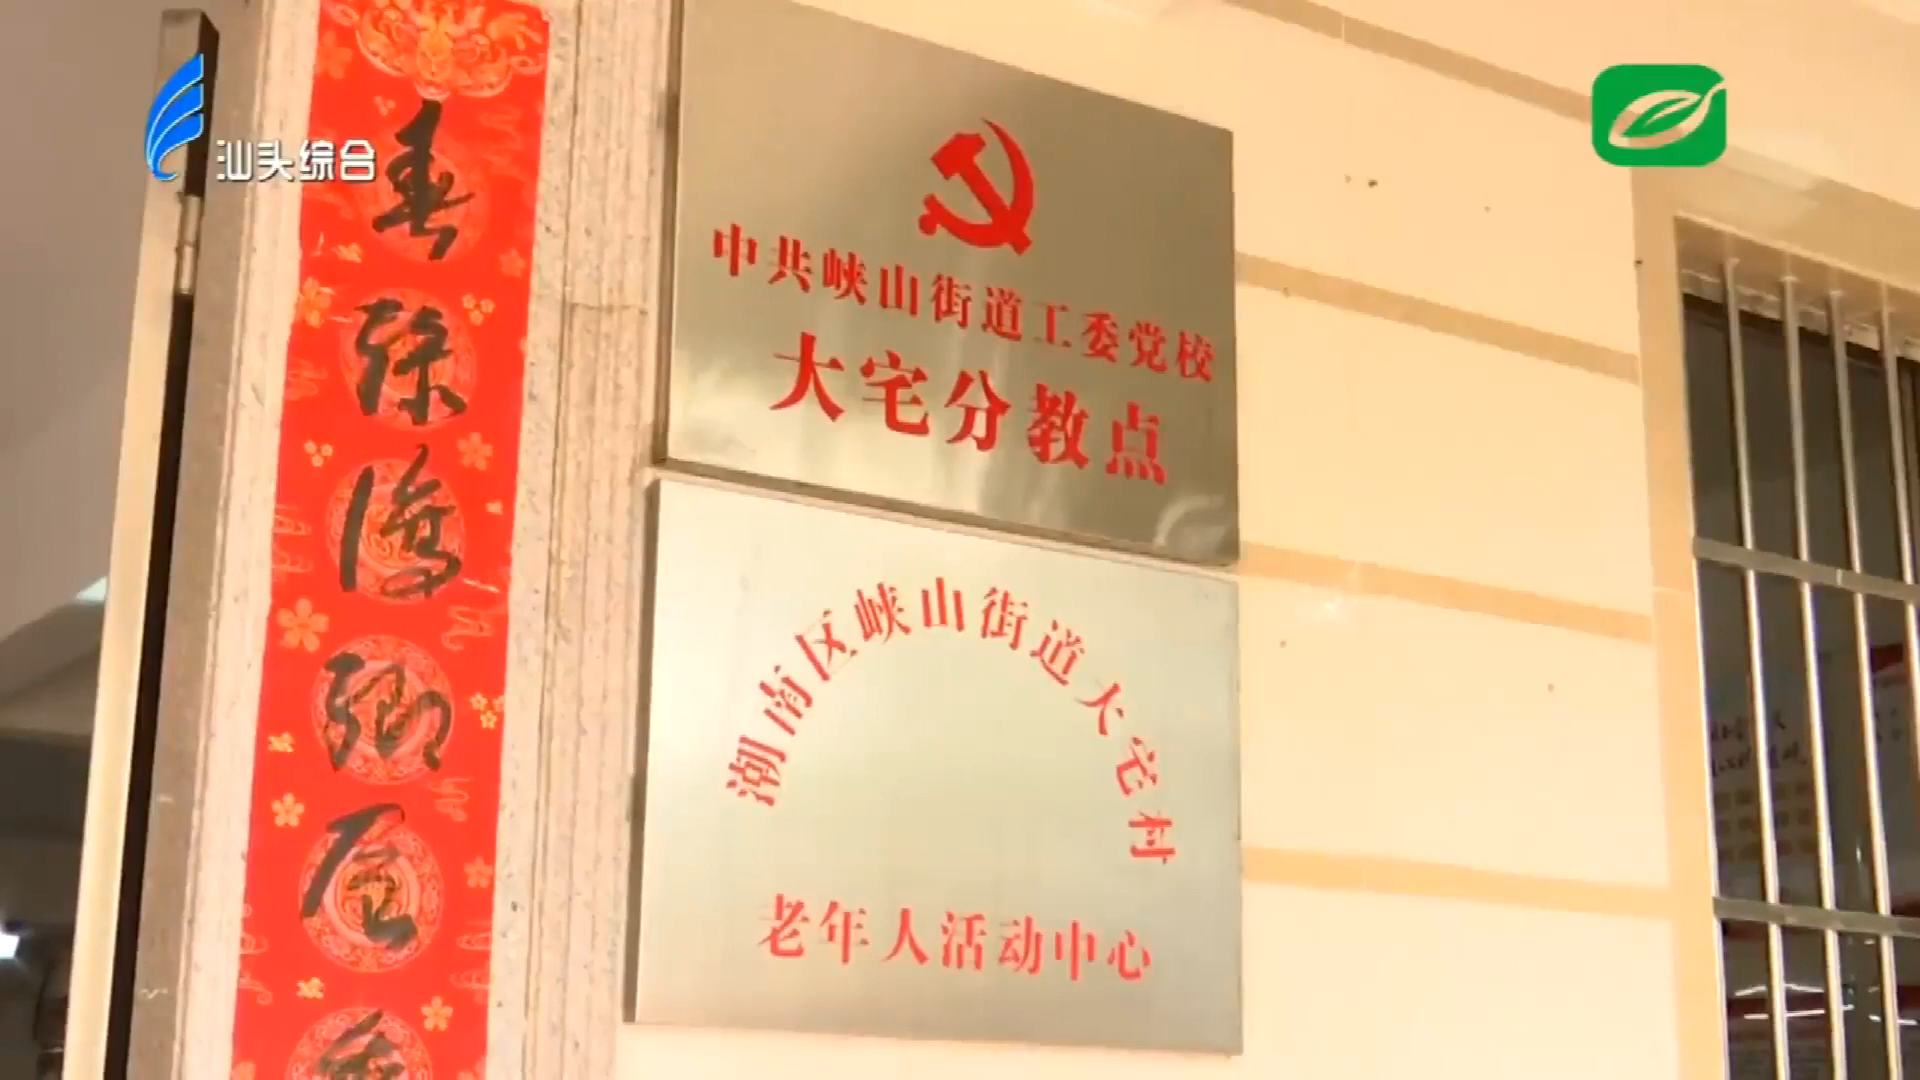 汕头综合
中共峡山街道工委党校
大宅分教点
潮南区峡山街道大宅村
老年人活动中心